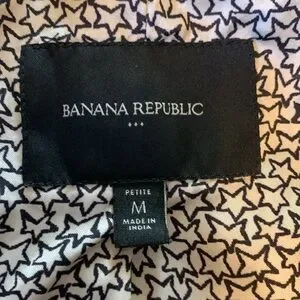 BANANA REPUBLIC
PETITE
M
MADE IN
INDIA